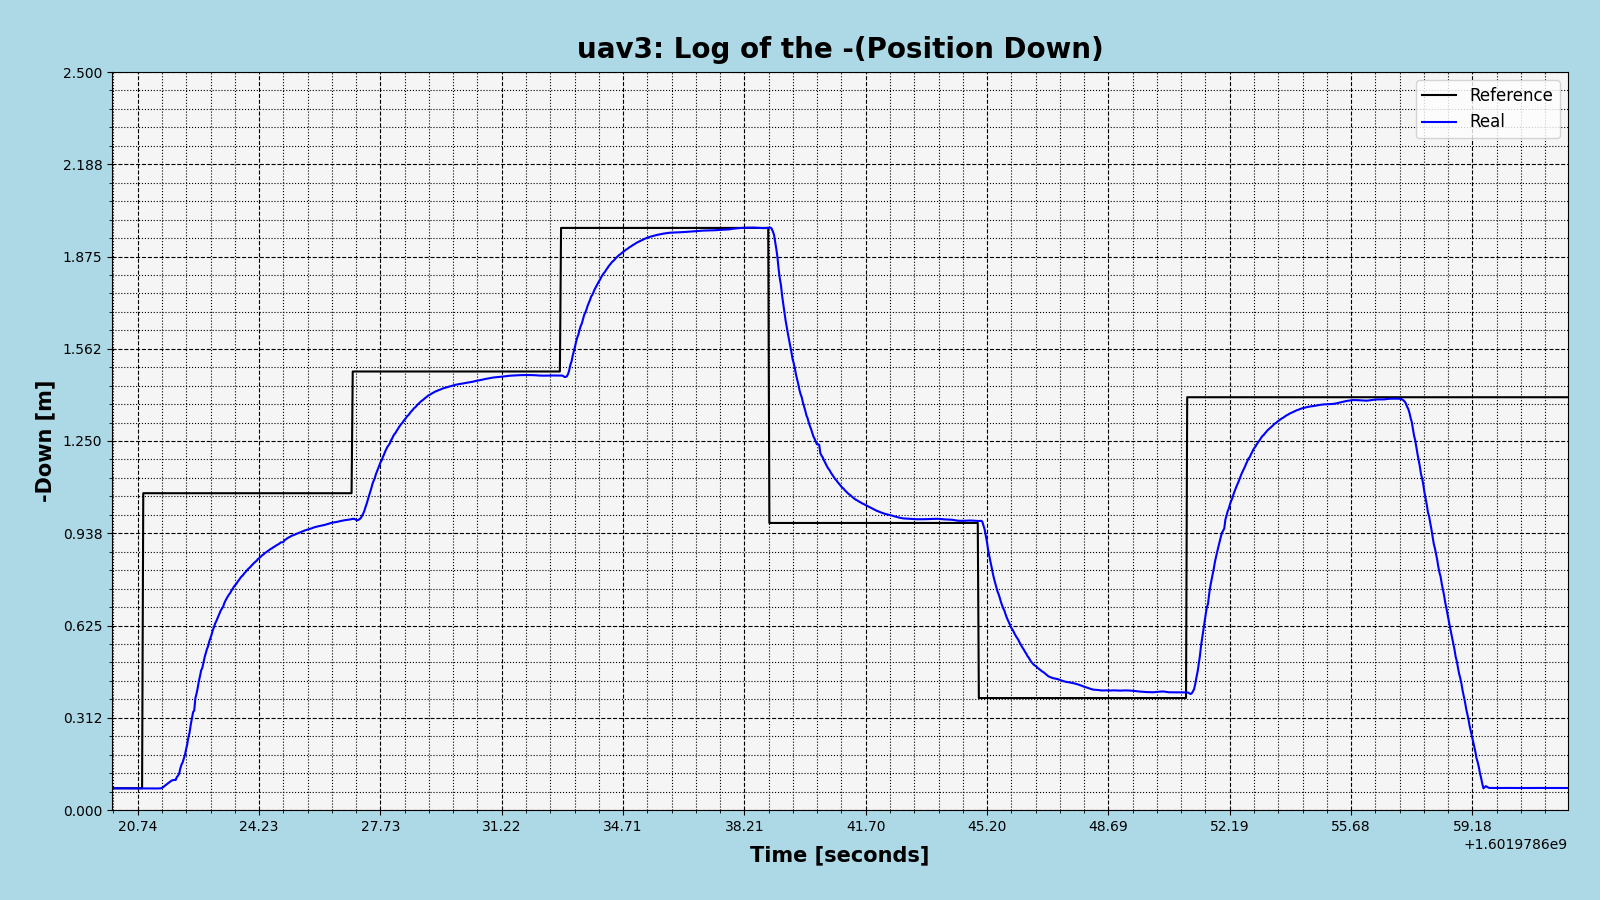 uav3: Log of the -(Position Down)
2.500
2.188
1.875
1.562
1.250
0.938
0.625
0.312
0.000
-Down [m]
Reference
Real
20.74 24.23 27.73 31.22 34.71 38.21 41.70 45.20 48.69 52.19 55.68 59.18
+1.6019786e9
Time [seconds]